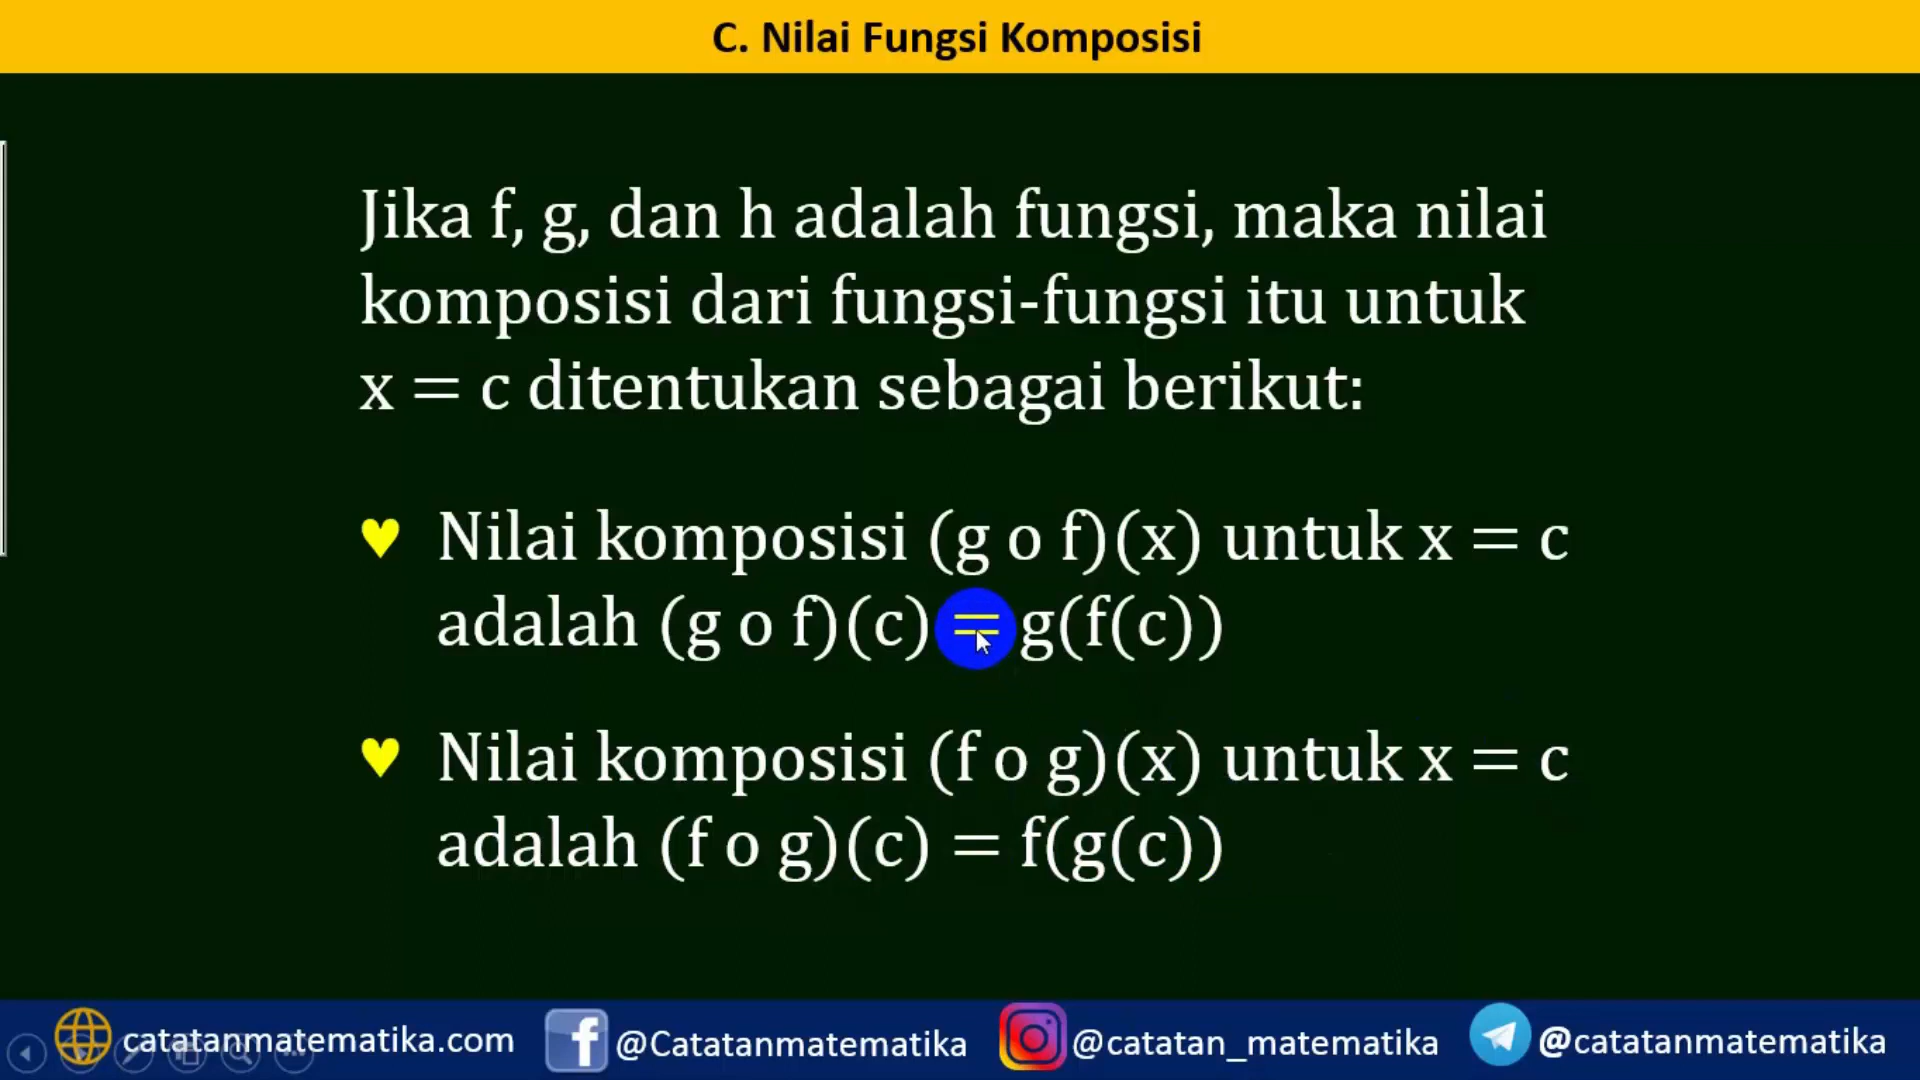 C. Nilai Fungsi Komposisi
Jika f, g, dan h adalah fungsi, maka nilai
komposisi dari fungsi-fungsi itu untuk
x = c ditentukan sebagai berikut:
♥ Nilai komposisi (g o f)(x) untuk x = c
adalah (g o f)(c) = g(f(c))
♥ Nilai komposisi (f o g)(x) untuk x = c
adalah (f o g)(c) = f(g(c))
catatanmatematika.com @Catatanmatematika @catatan_matematika @catatanmatematika